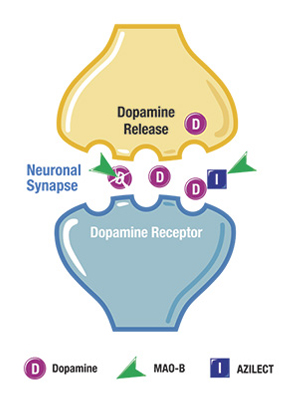 Dopamine
Release
D
Neuronal
Synapse
D
D
D
I
Dopamine Receptor
D
Dopamine
MAO-B
I
AZILECT